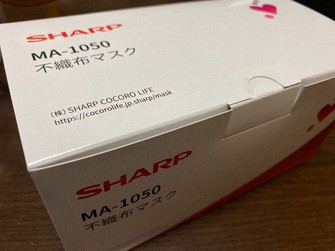 SHARP
MA-1050
不織布マスク
(株) SHARP COCORO LIFE
https://cocorolife.jp.sharp/mask
SHARP
MA-1050
不織布マスク